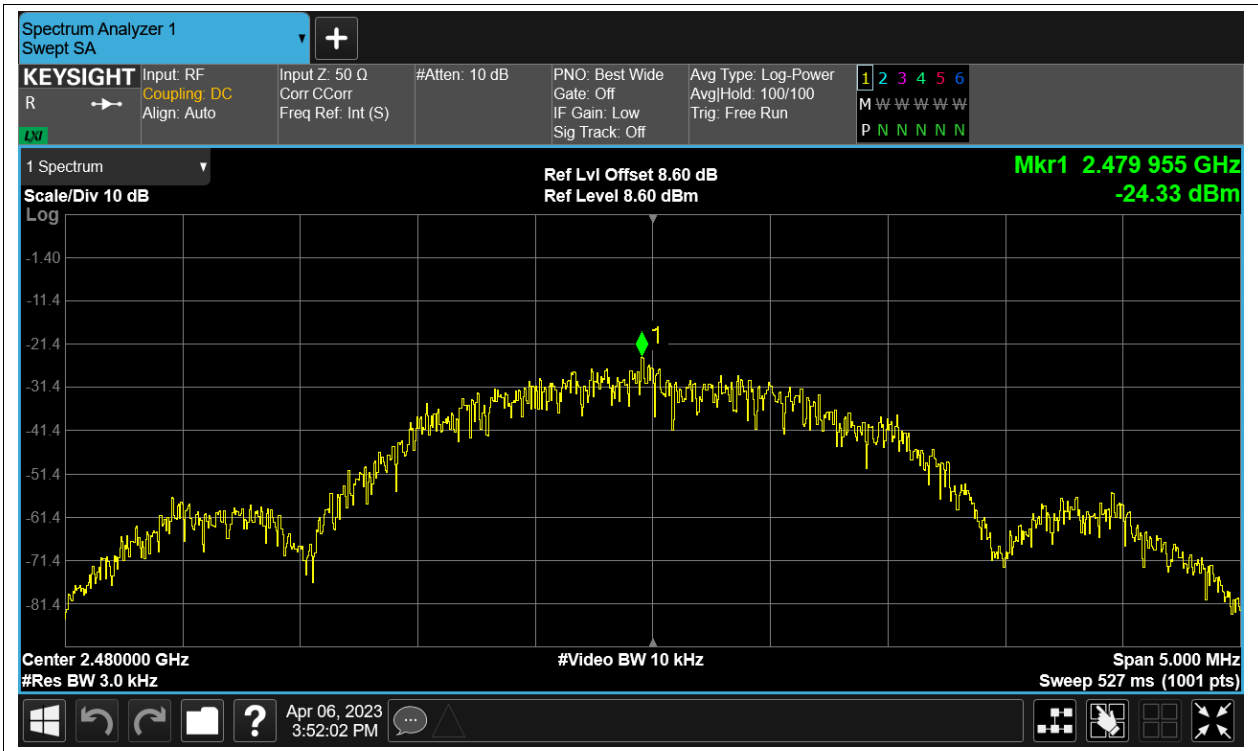 Spectrum Analyzer 1
Swept SA
KEYSIGHT
R
LXI
Input: RF
Coupling: DC
Align: Auto
Input Z: 50 Ω
Corr CCorr
Freq Ref: Int (S)
#Atten: 10 dB
PNO: Best Wide
Gate: Off
IF Gain: Low
Sig Track: Off
Avg Type: Log-Power
Avg|Hold: 100/100
Trig: Free Run
1 2 3 4 5 6
M W W W W W
P N N N N N
1 Spectrum
Scale/Div 10 dB
Ref Lvl Offset 8.60 dB
Ref Level 8.60 dBm
Mkr1 2.479 955 GHz
-24.33 dBm
Log
-1.40
-11.4
-21.4
-31.4
-41.4
-51.4
-61.4
-71.4
-81.4
1
Center 2.480000 GHz
#Res BW 3.0 kHz
#Video BW 10 kHz
Span 5.000 MHz
Sweep 527 ms (1001 pts)
?
Apr 06, 2023
3:52:02 PM